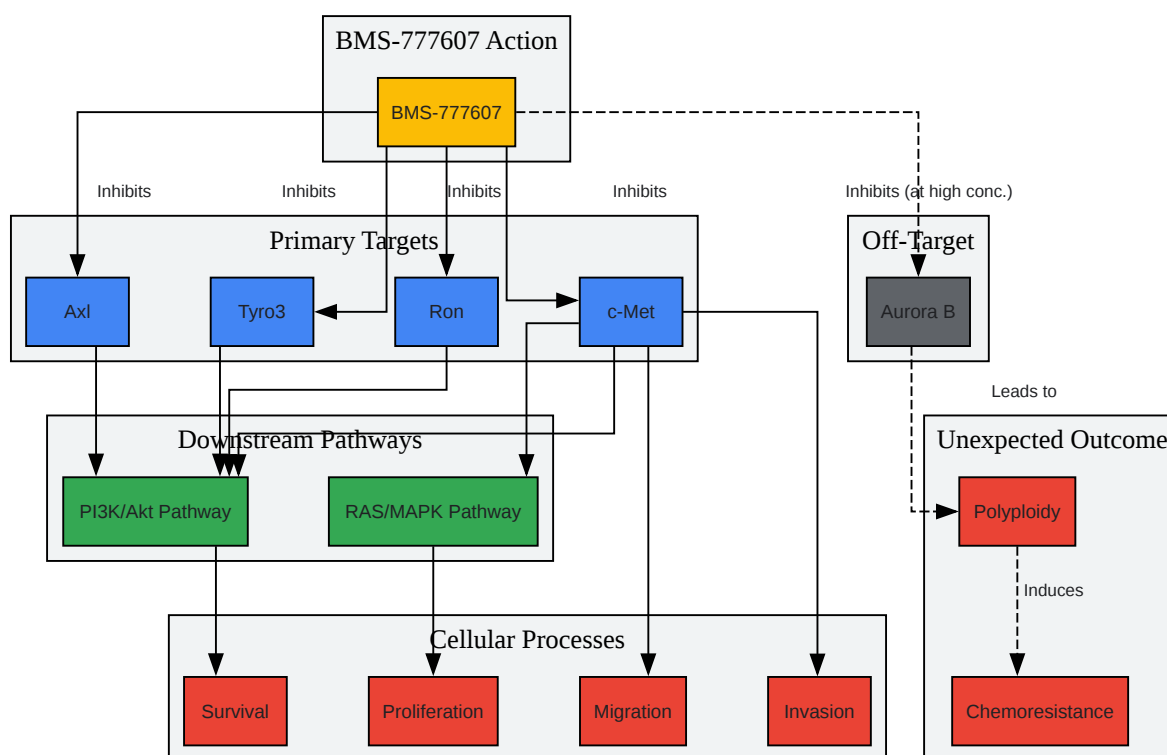 BMS-777607 Action
BMS-777607
Inhibits
Inhibits
Inhibits
Inhibits
Inhibits (at high conc.)
Primary Targets
Off-Target
Axl
Tyro3
Ron
c-Met
Aurora B
Leads to
Downstream Pathways
Unexpected Outcome
PI3K/Akt Pathway
RAS/MAPK Pathway
Polyploidy
Induces
Cellular Processes
Survival
Proliferation
Migration
Invasion
Chemoresistance